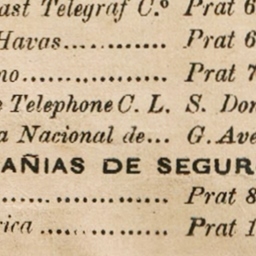 ast Telegraf C.º Prat 6
Havas........... Prat 6
no............... Prat 7
e Telephone C. L. S. Don
a Nacional de... G. Ave
AÑIAS DE SEGUR
................ Prat 8
rica ............. Prat 1